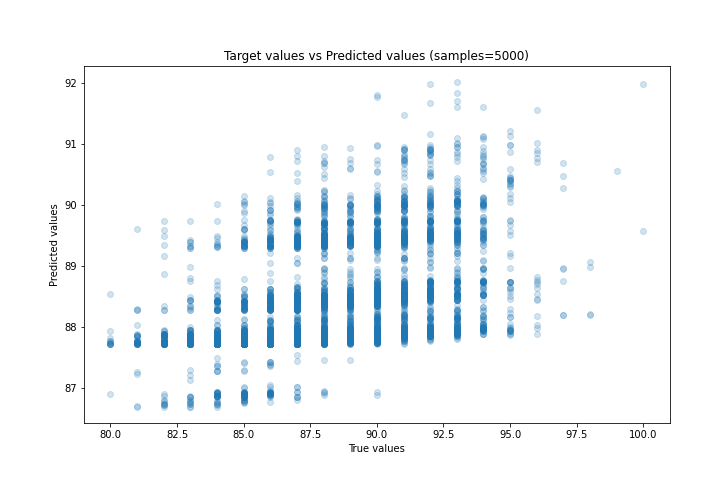 Target values vs Predicted values (samples=5000)
92
91
90
89
88
87
Predicted values
80.0 82.5 85.0 87.5 90.0 92.5 95.0 97.5 100.0
True values